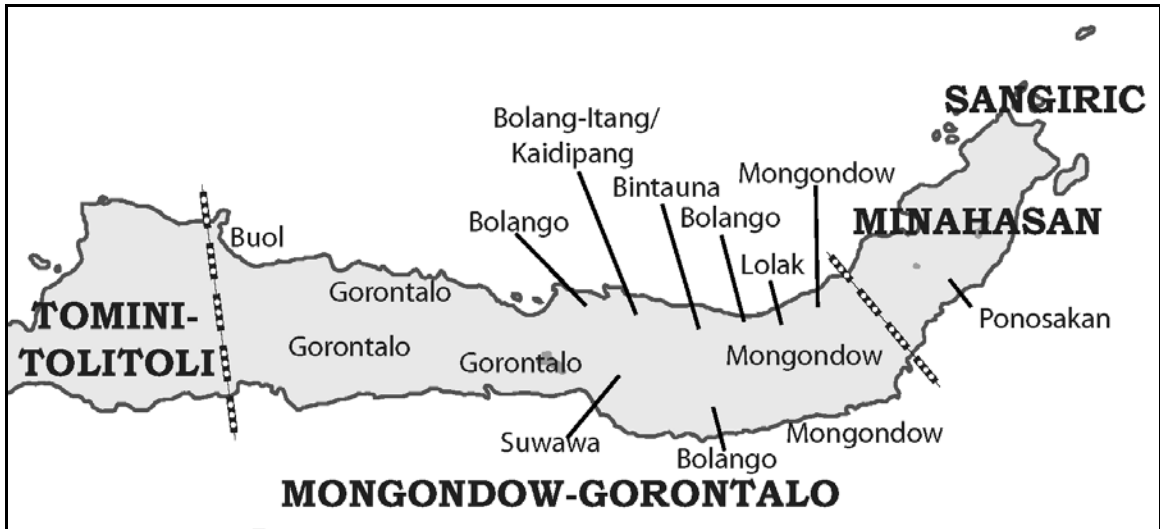 SANGIRIC
Bolang-Itang/
Kaidipang
Mongondow
Bintauna
Bolango
Bolango
MINAHASAN
Buol
Lolak
Gorontalo
TOMINI-
TOLITOLI
Ponosakan
Gorontalo
Gorontalo
Mongondow
Suwawa
Mongondow
Bolango
MONGONDOW-GORONTALO